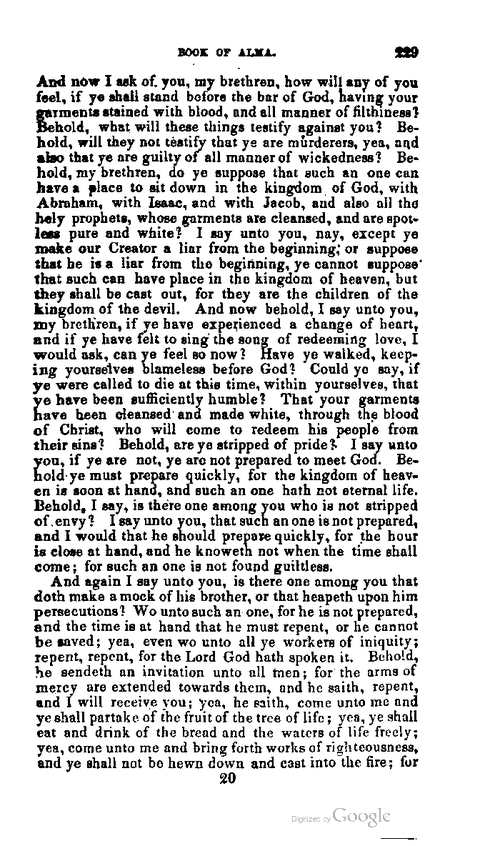 BOOK OF ALMA. 229
And now I ask of you, my brethren, how will any of you
feel, if ye shall stand before the bar of God, having your
garments stained with blood, and all manner of filthiness?
Behold, what will these things testify against you? Be-
hold, will they not testify that ye are murderers, yea, and
also that ye are guilty of all manner of wickedness? Be-
hold, my brethren, do ye suppose that such an one can
have a place to sit down in the kingdom of God, with
Abraham, with Isaac, and with Jacob, and also all the
holy prophets, whose garments are cleansed, and are spot-
less pure and white? I say unto you, nay, except ye
make our Creator a liar from the beginning; or suppose
that he is a liar from the beginning, ye cannot suppose
that such can have place in the kingdom of heaven, but
they shall be cast out, for they are the children of the
kingdom of the devil. And now behold, I say unto you,
my brethren, if ye have experienced a change of heart,
and if ye have felt to sing the song of redeeming love, I
would ask, can ye feel so now? Have ye walked, keep-
ing yourselves blameless before God? Could ye say, if
ye were called to die at this time, within yourselves, that
ye have been sufficiently humble? That your garments
have been cleansed and made white, through the blood
of Christ, who will come to redeem his people from
their sins? Behold, are ye stripped of pride? I say unto
you, if ye are not, ye are not prepared to meet God. Be-
hold ye must prepare quickly, for the kingdom of heav-
en is soon at hand, and such an one hath not eternal life.
Behold, I say, is there one among you who is not stripped
of envy? I say unto you, that such an one is not prepared,
and I would that he should prepare quickly, for the hour
is close at hand, and he knoweth not when the time shall
come; for such an one is not found guiltless.
And again I say unto you, is there one among you that
doth make a mock of his brother, or that heapeth upon him
persecutions? Wo unto such an one, for he is not prepared,
and the time is at hand that he must repent, or he cannot
be saved; yea, even wo unto all ye workers of iniquity;
repent, repent, for the Lord God hath spoken it. Behold,
he sendeth an invitation unto all men; for the arms of
mercy are extended towards them, and he saith, repent,
and I will receive you; yea, he saith, come unto me and
ye shall partake of the fruit of the tree of life; yea, ye shall
eat and drink of the bread and the waters of life freely;
yea, come unto me and bring forth works of righteousness,
and ye shall not be hewn down and cast into the fire; for
20
Digitized by Google